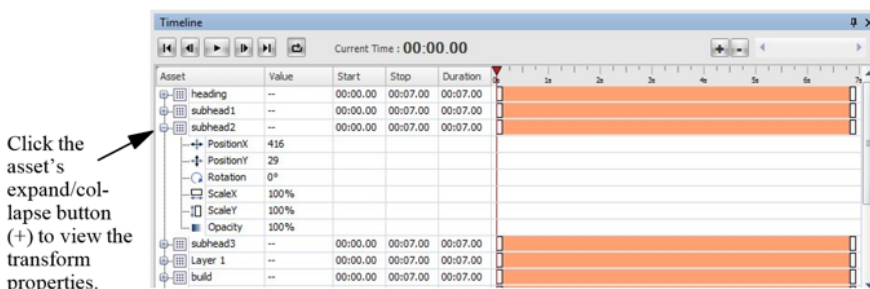 Timeline
Current Time : 00:00.00
+ -
Asset Value Start Stop Duration 0s 1s 2s 3s 4s 5s 6s 7s
heading -- 00:00.00 00:07.00 00:07.00
subhead1 -- 00:00.00 00:07.00 00:07.00
subhead2 -- 00:00.00 00:07.00 00:07.00
PositionX 416
PositionY 29
Rotation 0°
ScaleX 100%
ScaleY 100%
Opacity 100%
subhead3 -- 00:00.00 00:07.00 00:07.00
Layer 1 -- 00:00.00 00:07.00 00:07.00
build -- 00:00.00 00:07.00 00:07.00
Click the
asset's
expand/col-
lapse button
(+) to view the
transform
properties.